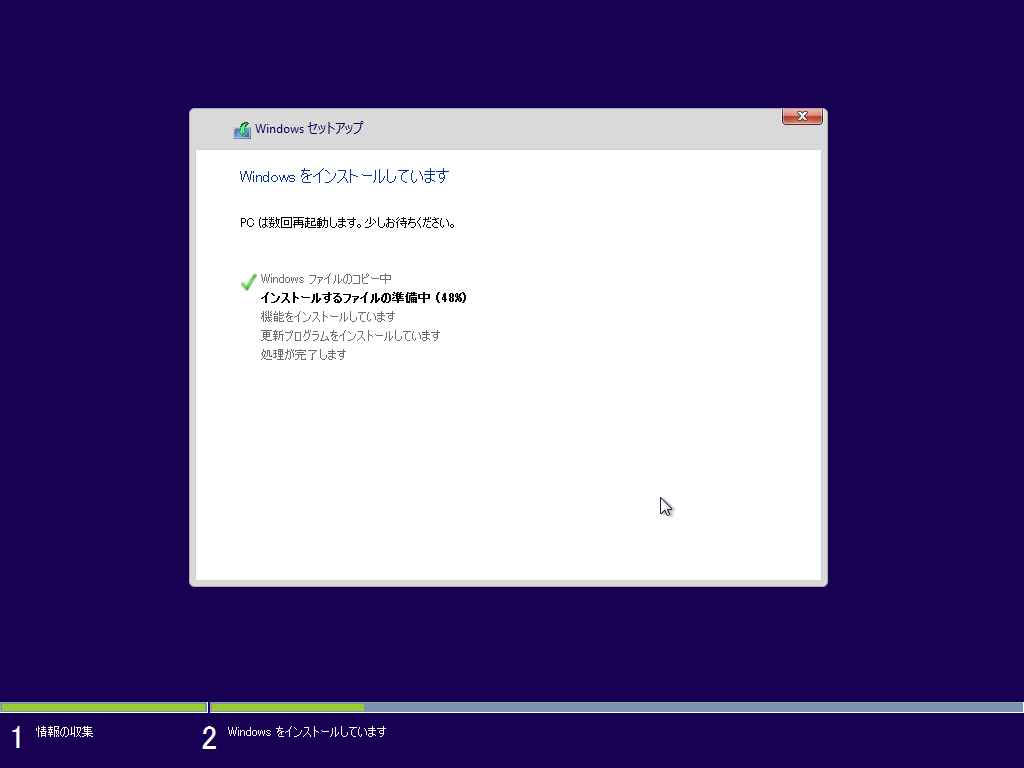 Windows セットアップ
Windows をインストールしています
PC は数回再起動します。少しお待ちください。
Windows ファイルのコピー中
インストールするファイルの準備中 (48%)
機能をインストールしています
更新プログラムをインストールしています
処理が完了します
1 情報の収集
2 Windows をインストールしています